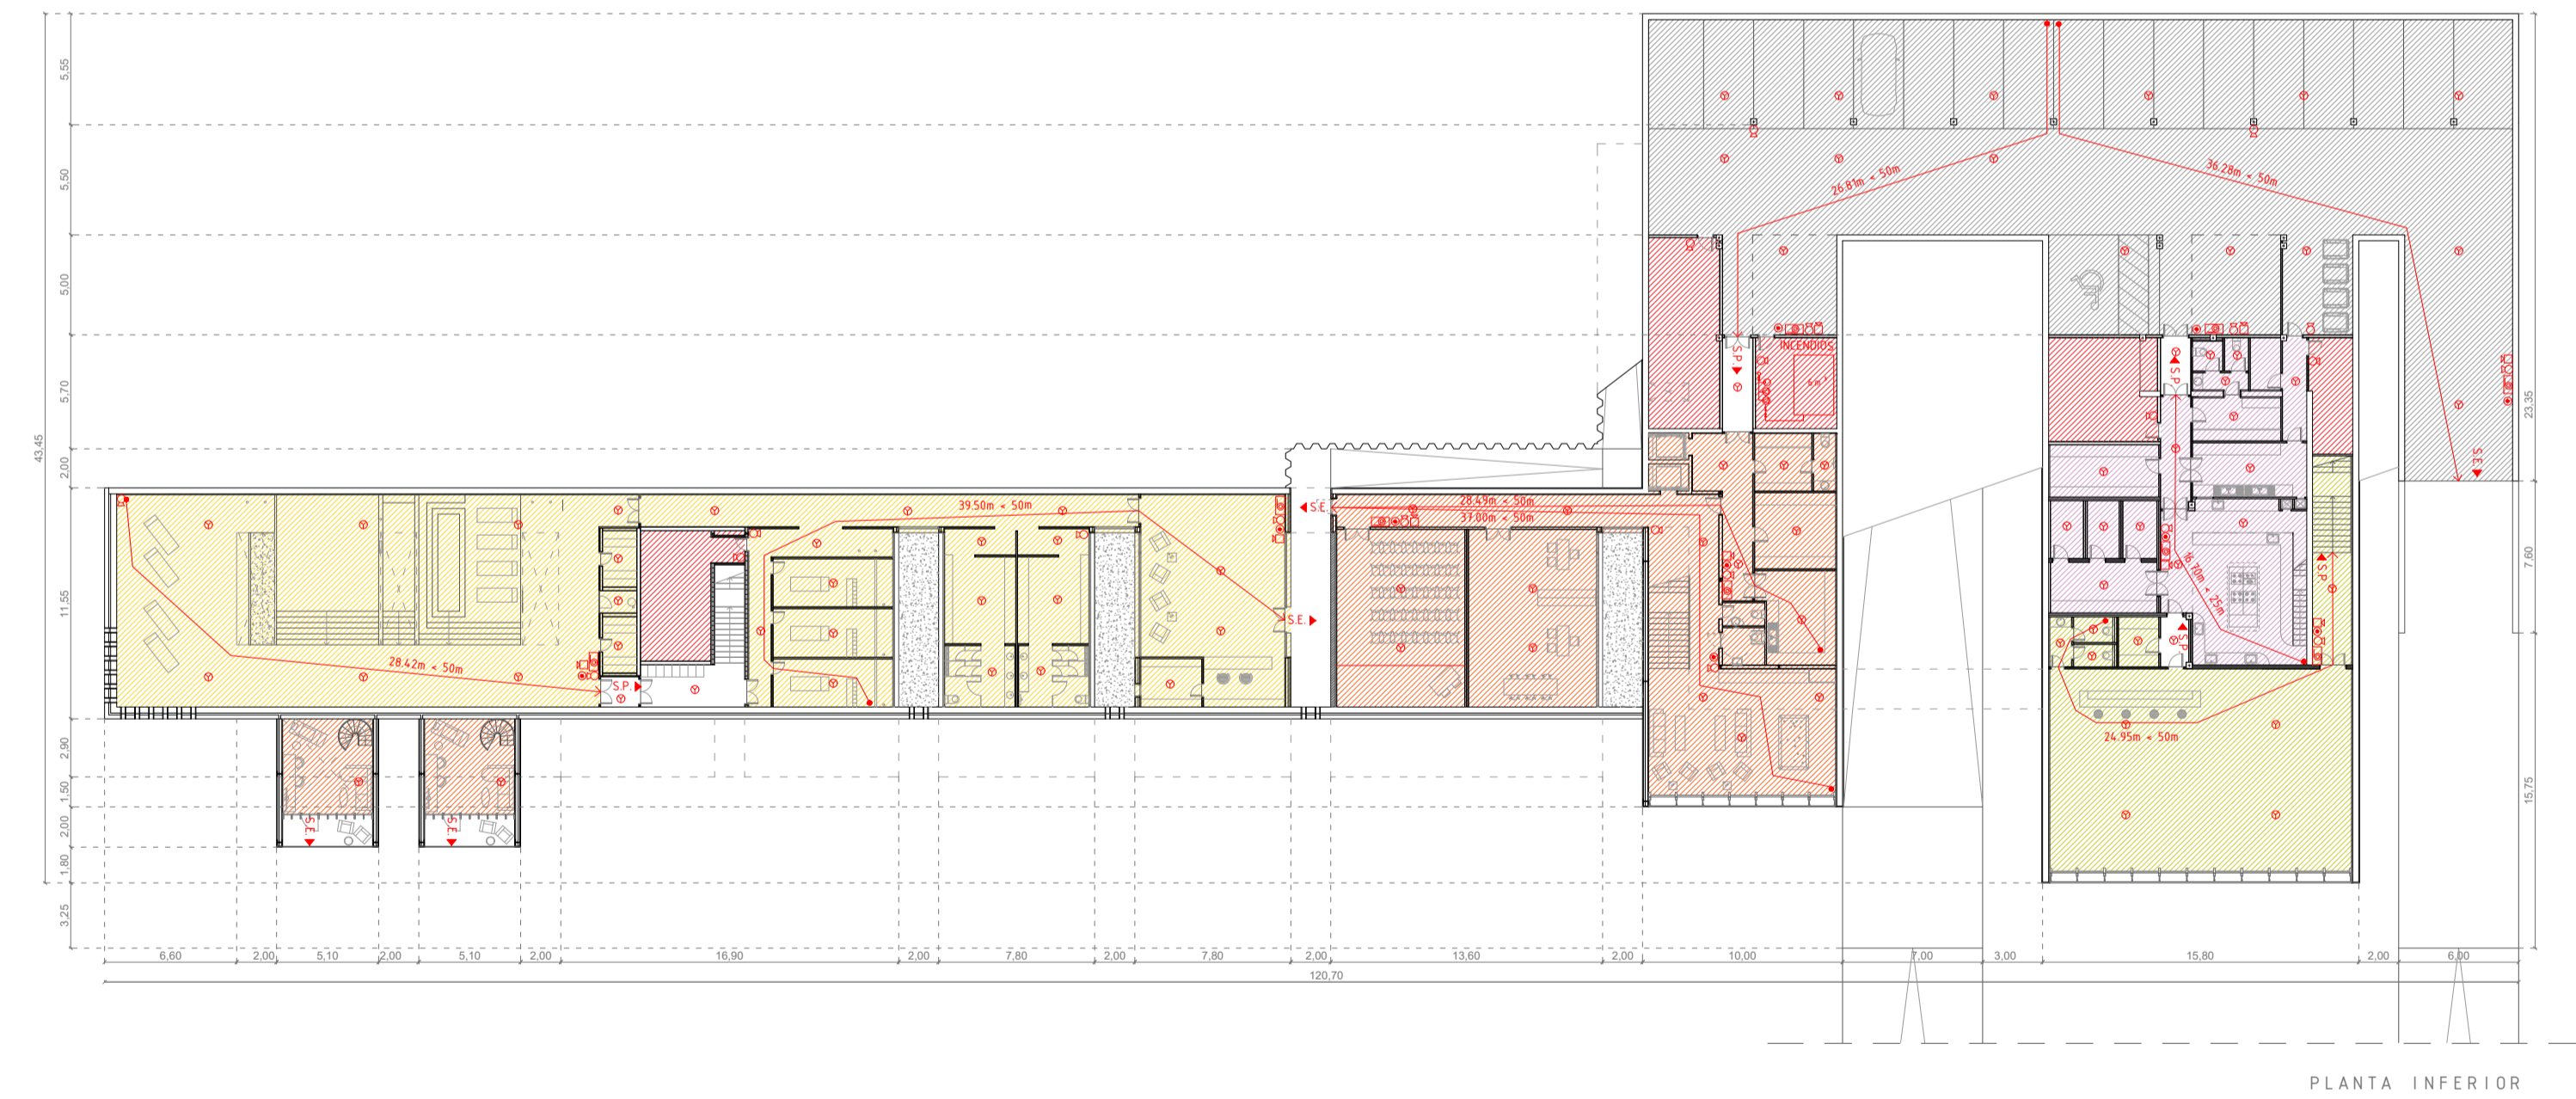 5,55
5,50
5,00
5,70
2,00
11,55
2,90
1,50
2,00
1,80
3,25
43,45
26.81m < 50m
36.28m < 50m
S.P.
INCENDIOS
6m³
S.P.
S.E.
23,35
7,60
15,75
39.50m < 50m
S.E.
28.49m < 50m
37.00m < 50m
S.E.
28.42m < 50m
S.P.
16.70m < 25m
S.P.
S.P.
24.95m < 50m
S.E.
S.E.
6,60
2,00
5,10
2,00
5,10
2,00
16,90
2,00
7,80
2,00
7,80
2,00
13,60
2,00
10,00
7,00
3,00
15,80
2,00
6,00
120,70
PLANTA INFERIOR